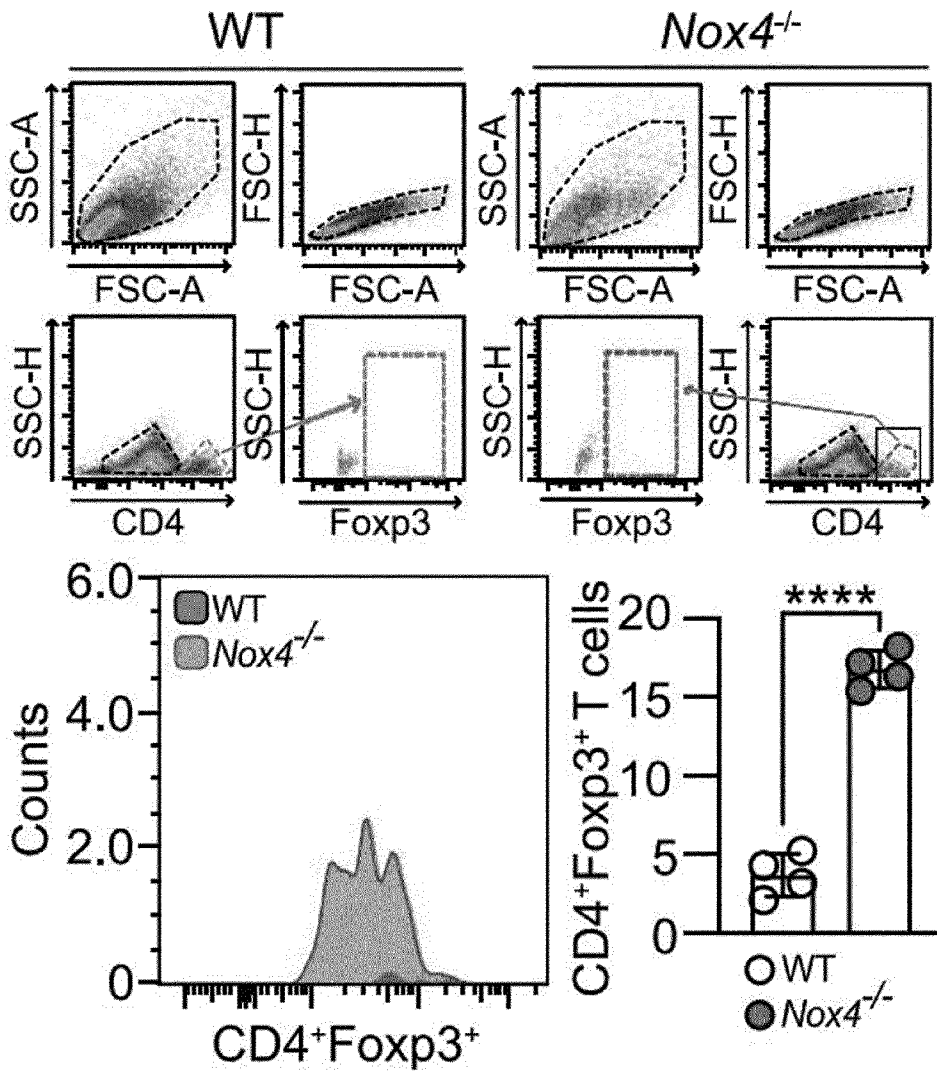 WT
Nox4-/-
SSC-A
FSC-A
FSC-H
FSC-A
SSC-A
FSC-A
FSC-H
FSC-A
SSC-H
CD4
SSC-H
Foxp3
SSC-H
Foxp3
SSC-H
CD4
Counts
6.0
4.0
2.0
0
WT
Nox4-/-
CD4+Foxp3+
CD4+Foxp3+ T cells
20
15
10
5
0
****
WT
Nox4-/-